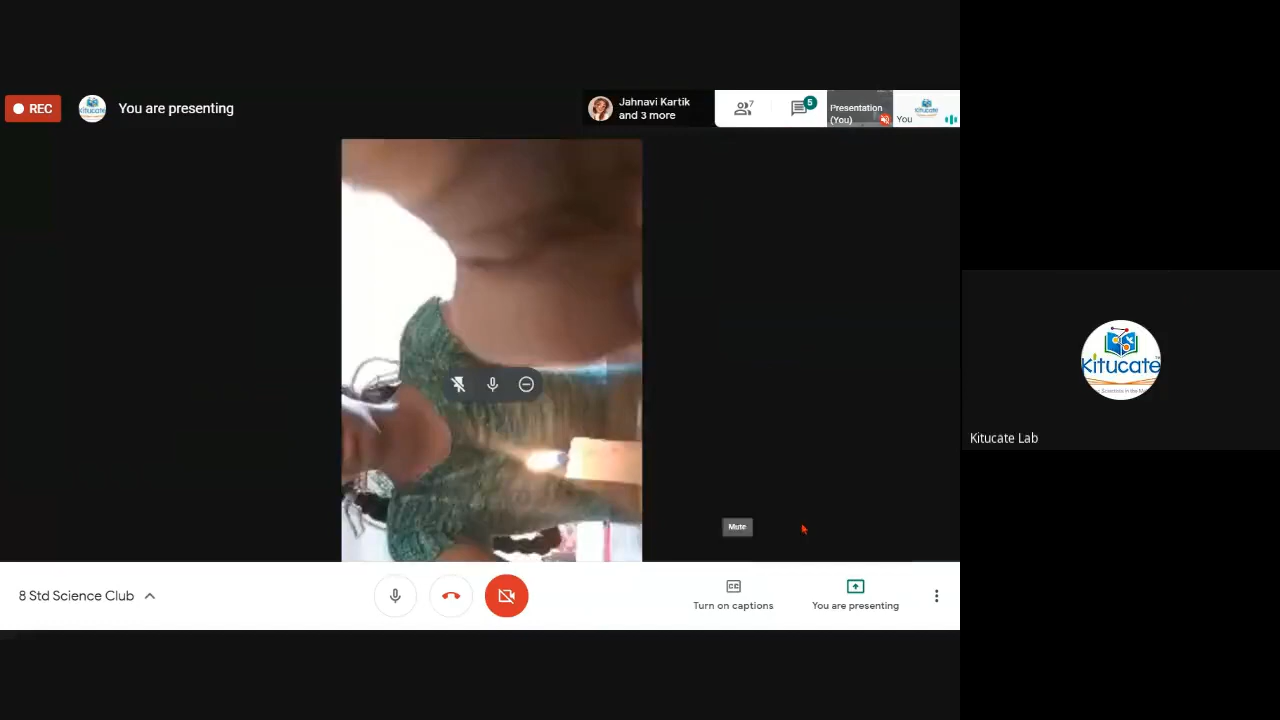 REC
You are presenting
Jahnavi Kartik
and 3 more
7
5
Presentation
(You)
You
kitucate
Kitucate Lab
Mute
8 Std Science Club
Turn on captions
You are presenting